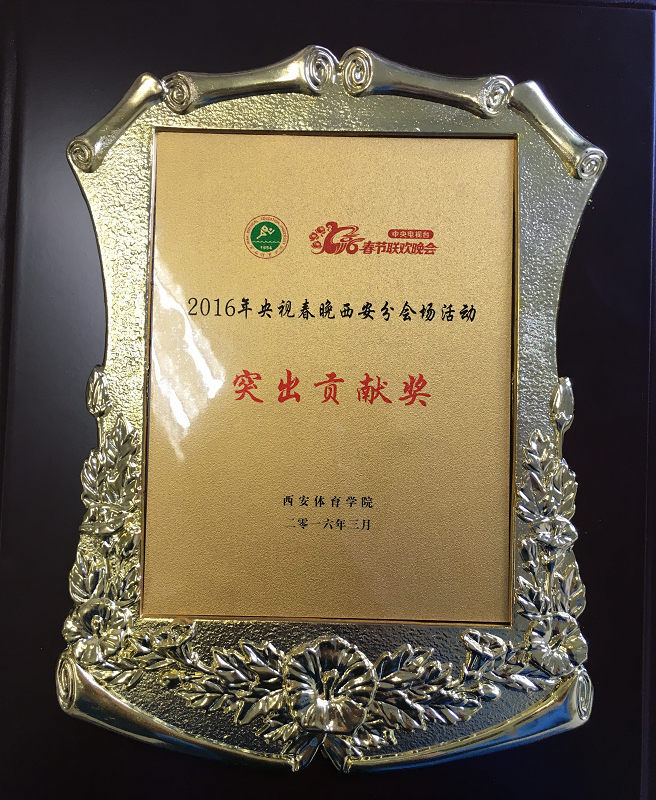 中央电视台
春节联欢晚会
2016年央视春晚西安分会场活动
突出贡献奖
西安体育学院
二零一六年三月